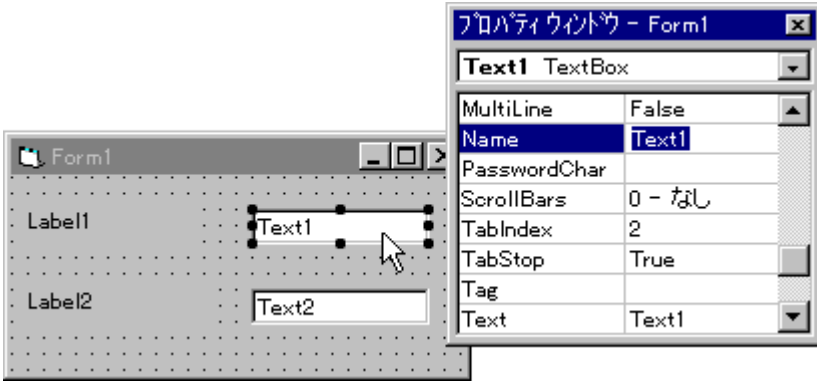 プロパティ ウィンドウ - Form1
Text1 TextBox
MultiLine False
Name Text1
PasswordChar
ScrollBars 0 - なし
TabIndex 2
TabStop True
Tag
Text Text1
Form1
Label1 Text1
Label2 Text2